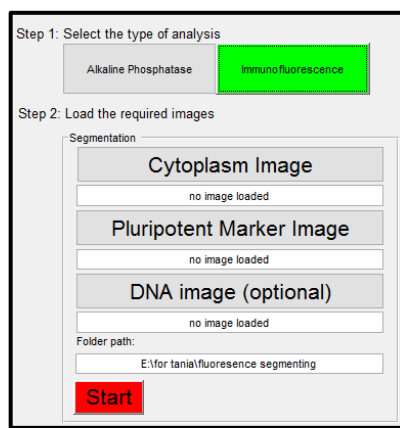 Step 1: Select the type of analysis
Alkaline Phosphatase Immunofluorescence
Step 2: Load the required images
Segmentation
Cytoplasm Image
no image loaded
Pluripotent Marker Image
no image loaded
DNA image (optional)
no image loaded
Folder path:
E:\for tania\fluoresence segmenting
Start